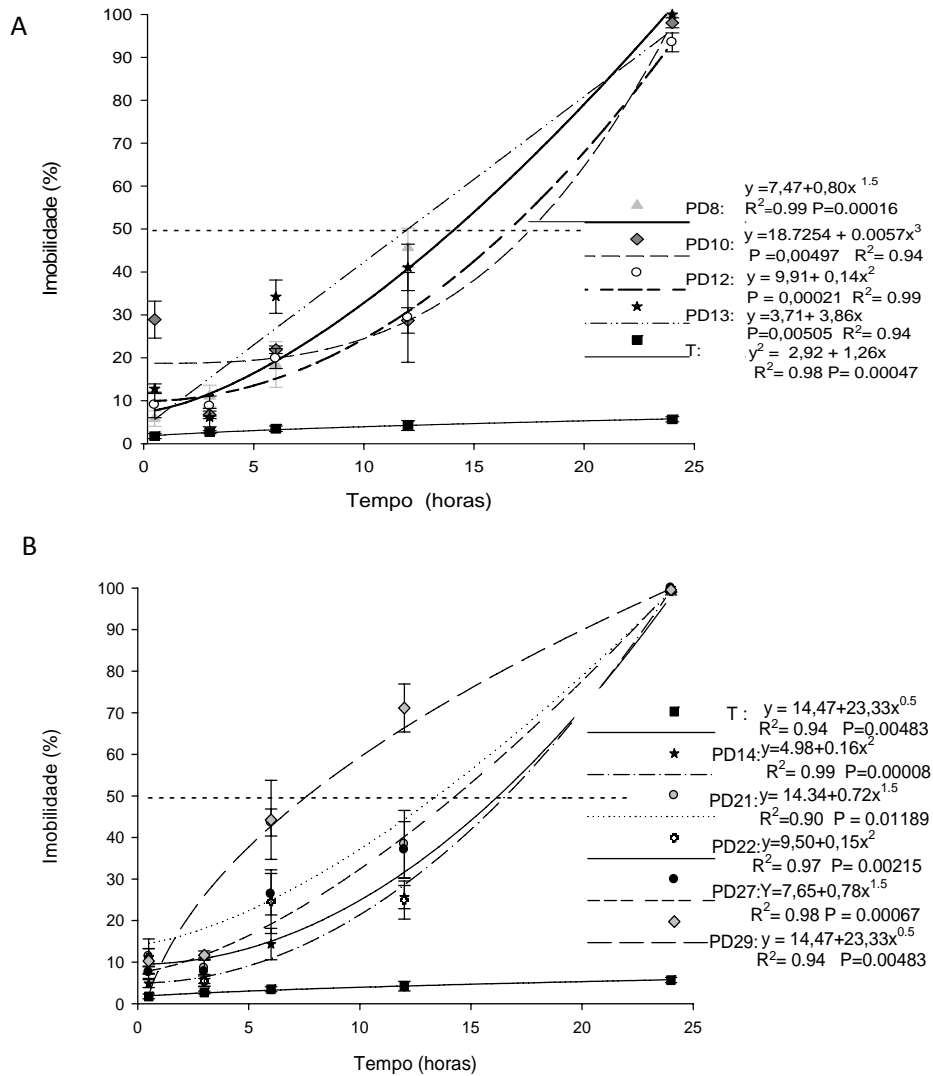 A
100
90
80
70
60
50
40
30
20
10
0
Imobilidade (%)
0 5 10 15 20 25
Tempo (horas)
y =7,47+0,80x 1.5
PD8: R2=0.99 P=0.00016
y =18.7254 + 0.0057x3
PD10: P =0,00497 R2= 0.94
y = 9,91+ 0,14x2
PD12: P = 0,00021 R2= 0.99
PD13: y=3,71+ 3,86x
P=0,00505 R2= 0.94
T: y2 = 2,92 + 1,26x
R2= 0.98 P= 0.00047
B
100
90
80
70
60
50
40
30
20
10
0
Imobilidade (%)
0 5 10 15 20 25
Tempo (horas)
T : y = 14,47+23,33x0.5
R2= 0.94 P=0.00483
PD14: y=4.98+0.16x2
R2= 0.99 P=0.00008
PD21: y= 14.34+0.72x1.5
R2=0.90 P = 0.01189
PD22: y=9,50+0,15x2
R2= 0.97 P= 0.00215
PD27: Y=7,65+0,78x1.5
R2= 0.98 P = 0.00067
PD29: y = 14,47+23,33x0.5
R2= 0.94 P=0.00483